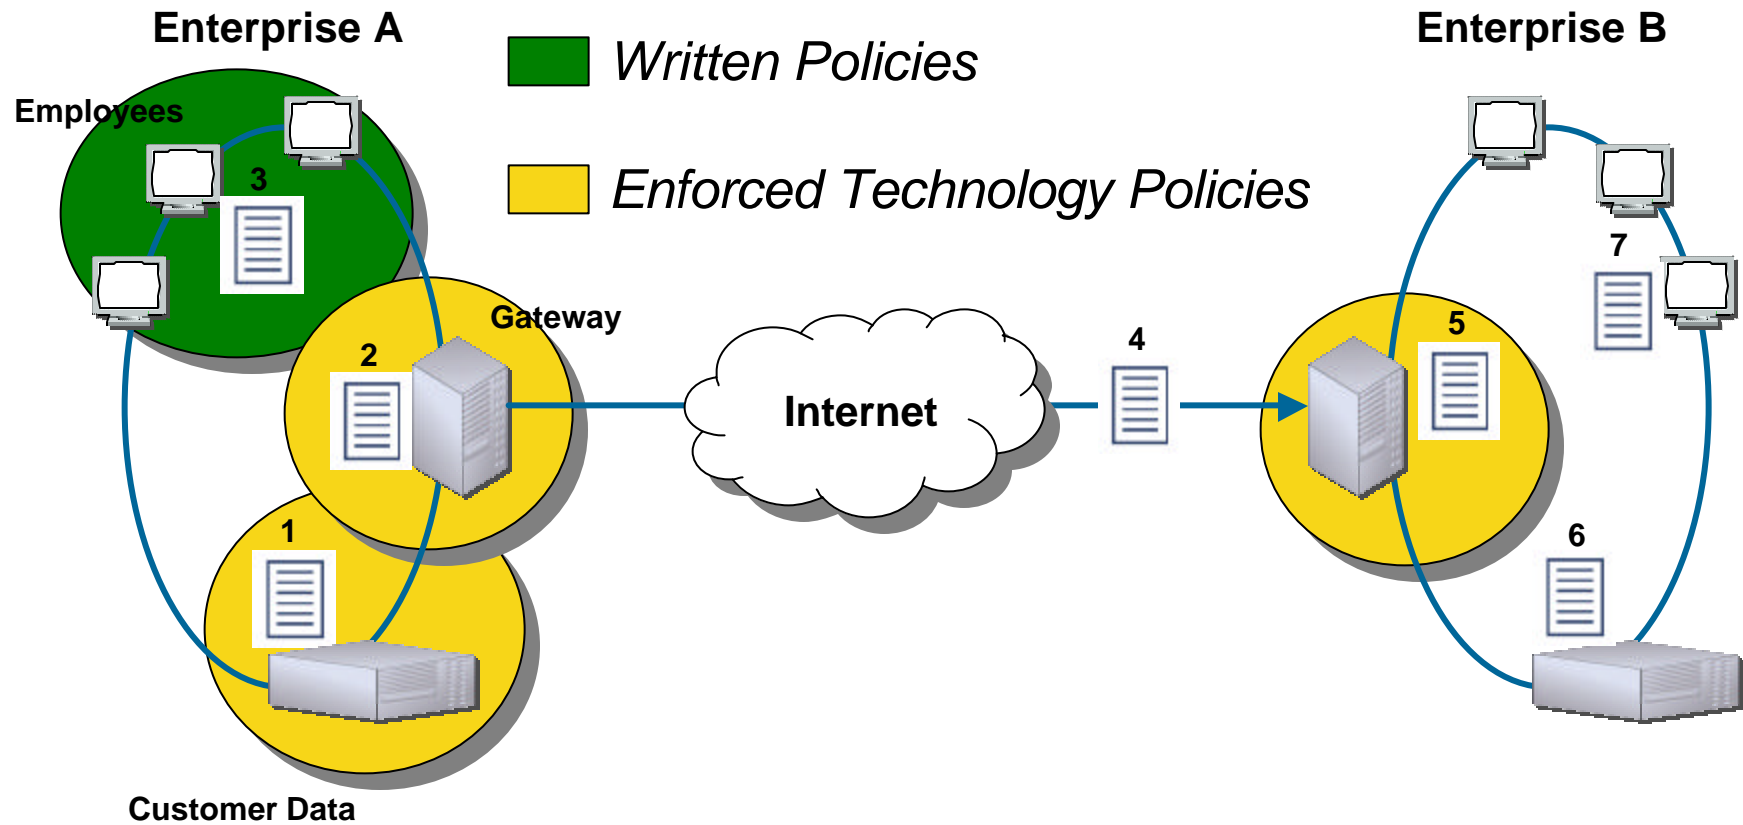 Enterprise A
Enterprise B
Written Policies
Employees
Enforced Technology Policies
3
7
Gateway
5
4
2
Internet
1
6
Customer Data